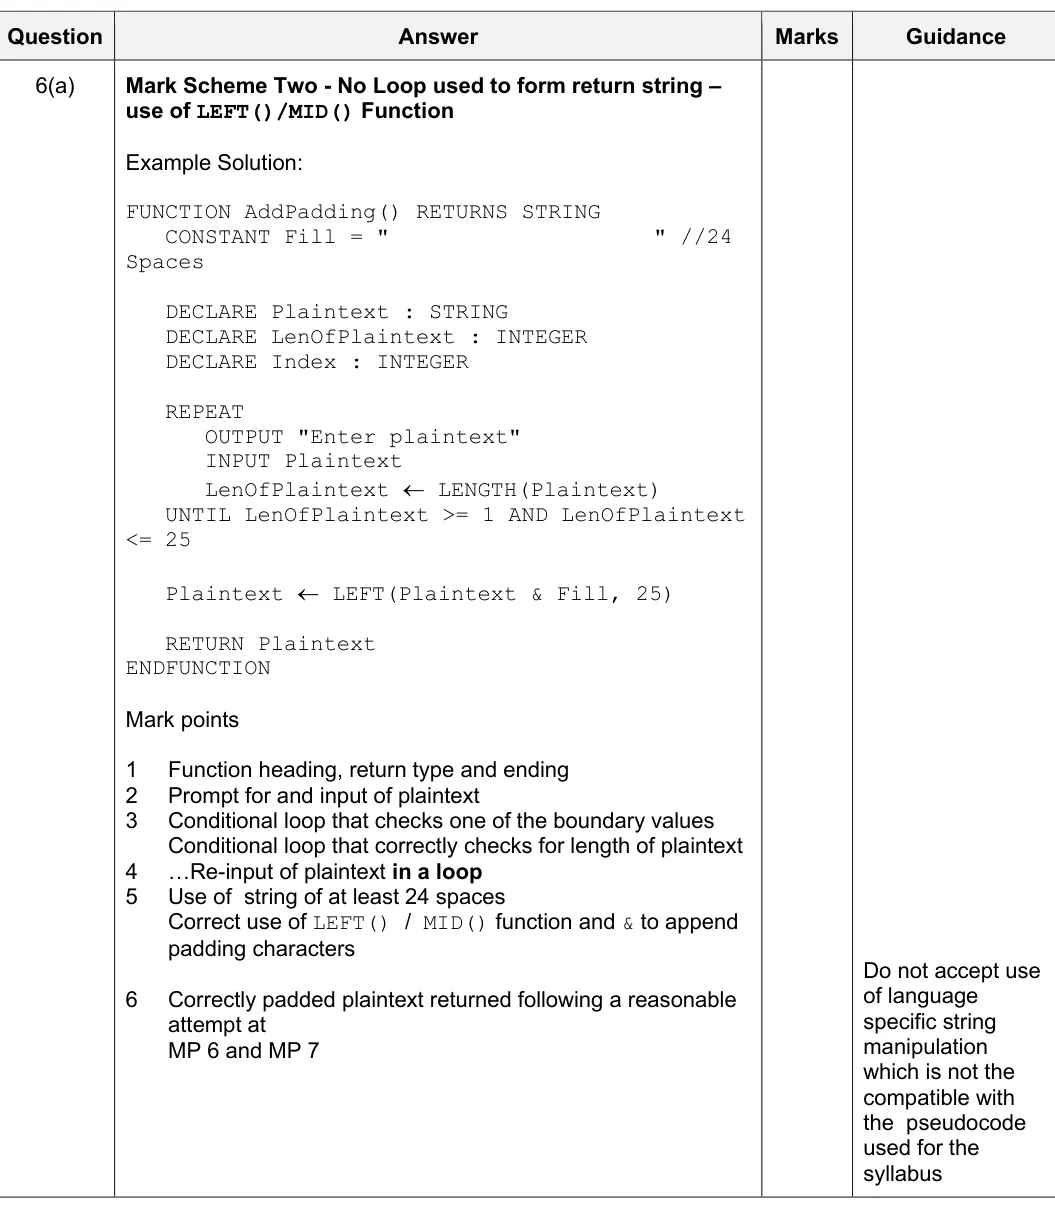 Question Answer Marks Guidance
6(a) Mark Scheme Two - No Loop used to form return string –
use of LEFT()/MID() Function
Example Solution:
FUNCTION AddPadding() RETURNS STRING
   CONSTANT Fill = "                    " //24
Spaces
   DECLARE Plaintext : STRING
   DECLARE LenOfPlaintext : INTEGER
   DECLARE Index : INTEGER
   REPEAT
      OUTPUT "Enter plaintext"
      INPUT Plaintext
      LenOfPlaintext ← LENGTH(Plaintext)
   UNTIL LenOfPlaintext >= 1 AND LenOfPlaintext
<= 25
   Plaintext ← LEFT(Plaintext & Fill, 25)
   RETURN Plaintext
ENDFUNCTION
Mark points
1 Function heading, return type and ending
2 Prompt for and input of plaintext
3 Conditional loop that checks one of the boundary values
Conditional loop that correctly checks for length of plaintext
4 …Re-input of plaintext in a loop
5 Use of  string of at least 24 spaces
Correct use of LEFT() / MID() function and & to append
padding characters
6 Correctly padded plaintext returned following a reasonable
attempt at
MP 6 and MP 7
Do not accept use
of language
specific string
manipulation
which is not the
compatible with
the  pseudocode
used for the
syllabus